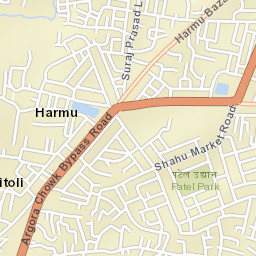 Suraj Prasad L
Harmu Baza
Harmu
Argora Chowk Bypass Road
Shahu Market Road
पटेल उद्यान
Patel Park
itoli